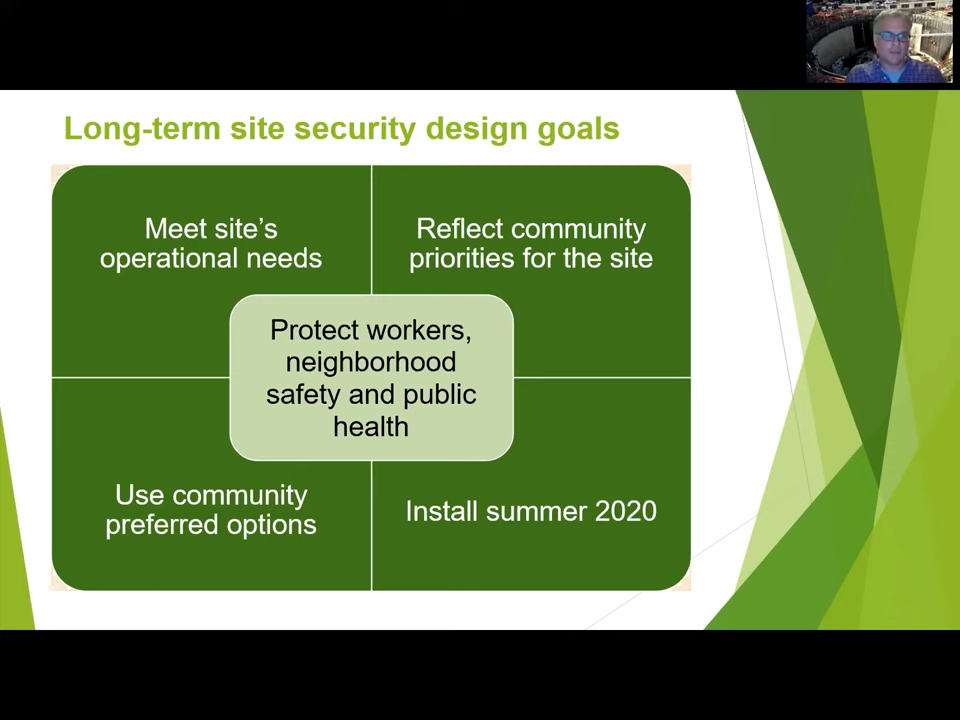 Long-term site security design goals
Meet site's
operational needs
Reflect community
priorities for the site
Protect workers,
neighborhood
safety and public
health
Use community
preferred options
Install summer 2020